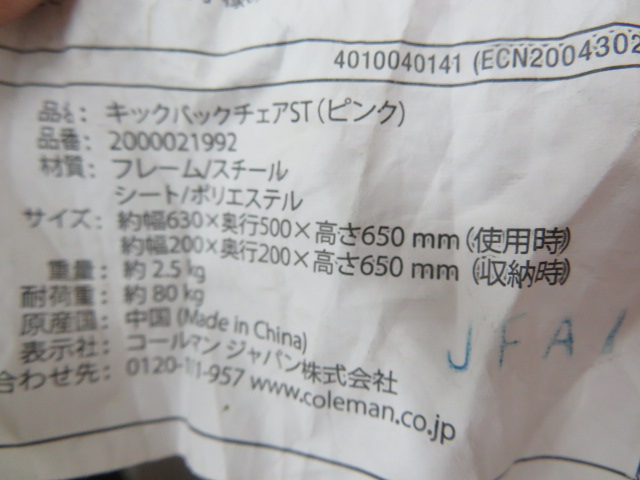 4010040141 (ECN2004302
品名: キックバックチェアST(ピンク)
品番: 2000021992
材質: フレーム/スチール
シート/ポリエステル
サイズ: 約幅630×奥行500×高さ650 mm (使用時)
約幅200×奥行200×高さ650 mm (収納時)
重量: 約 2.5 kg
耐荷重: 約 80 kg
原産国: 中国 (Made in China)
表示社: コールマン ジャパン株式会社
合わせ先: 0120-111-957 www.coleman.co.jp
JFA1